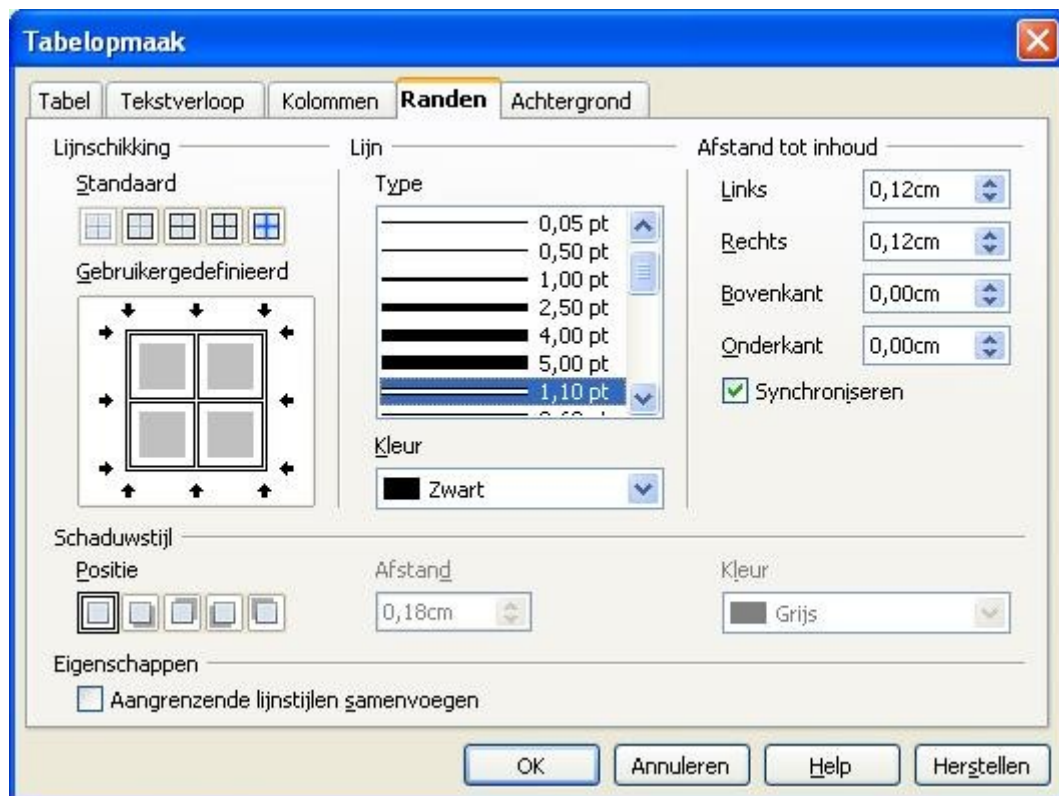 Tabelopmaak
Tabel Tekstverloop Kolommen Randen Achtergrond
Lijnschikking
Standaard
Gebruikergedefinieerd
Lijn
Type
0,05 pt
0,50 pt
1,00 pt
2,50 pt
4,00 pt
5,00 pt
1,10 pt
Kleur
Zwart
Afstand tot inhoud
Links 0,12cm
Rechts 0,12cm
Bovenkant 0,00cm
Onderkant 0,00cm
Synchroniseren
Schaduwstijl
Positie
Afstand
0,18cm
Kleur
Grijs
Eigenschappen
Aangrenzende lijnstijlen samenvoegen
OK Annuleren Help Herstellen